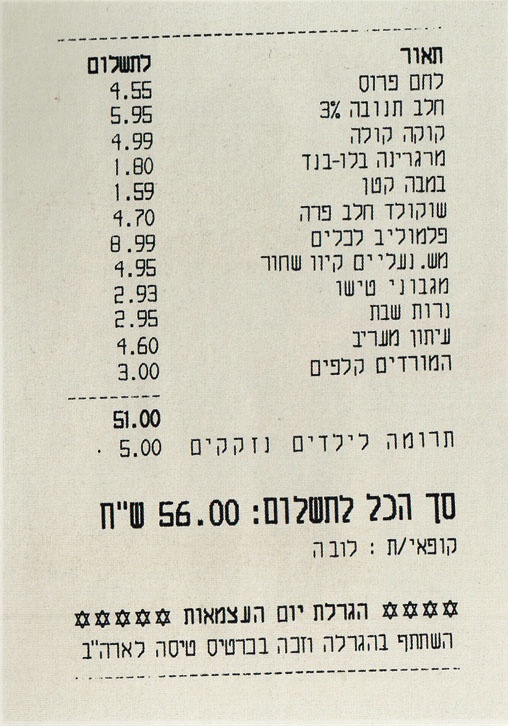 תאור לתשלום
לחם פרוס 4.55
חלב תנובה 3% 5.95
קוקה קולה 4.99
מרגרינה בלו-בנד 1.80
במבה קטן 1.59
שוקולד חלב פרה 4.70
פלמוליב לכלים 8.99
מש.נעליים קיוו שחור 4.95
מגבוני טישו 2.93
נרות שבת 2.95
עיתון מעריב 4.60
המורדים קלפים 3.00
51.00
תרומה לילדים נזקקים 5.00
סך הכל לתשלום: 56.00 ש"ח
קופאי/ת : לובה
✡✡✡✡ הגרלת יום העצמאות ✡✡✡✡✡
השתתף בהגרלה וזכה בכרטיס טיסה לארה"ב